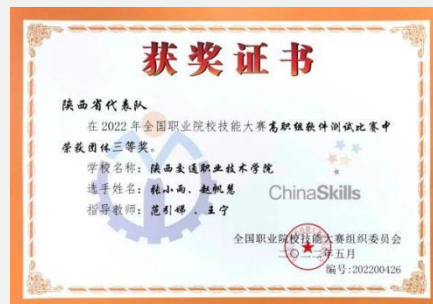 获奖证书
陕西省代表队
在2022年全国职业院校技能大赛高职组软件测试比赛中
荣获团体三等奖。
学校名称：陕西交通职业技术学院
选手姓名：张小雨、赵帆慧
指导教师：范引娣、王宁
ChinaSkills
全国职业院校技能大赛组织委员会
二〇二二年五月
编号:202200426